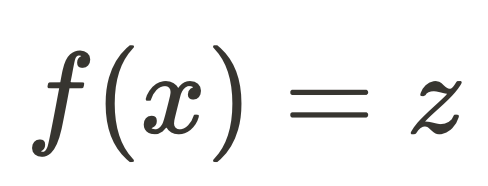 f(x) = z